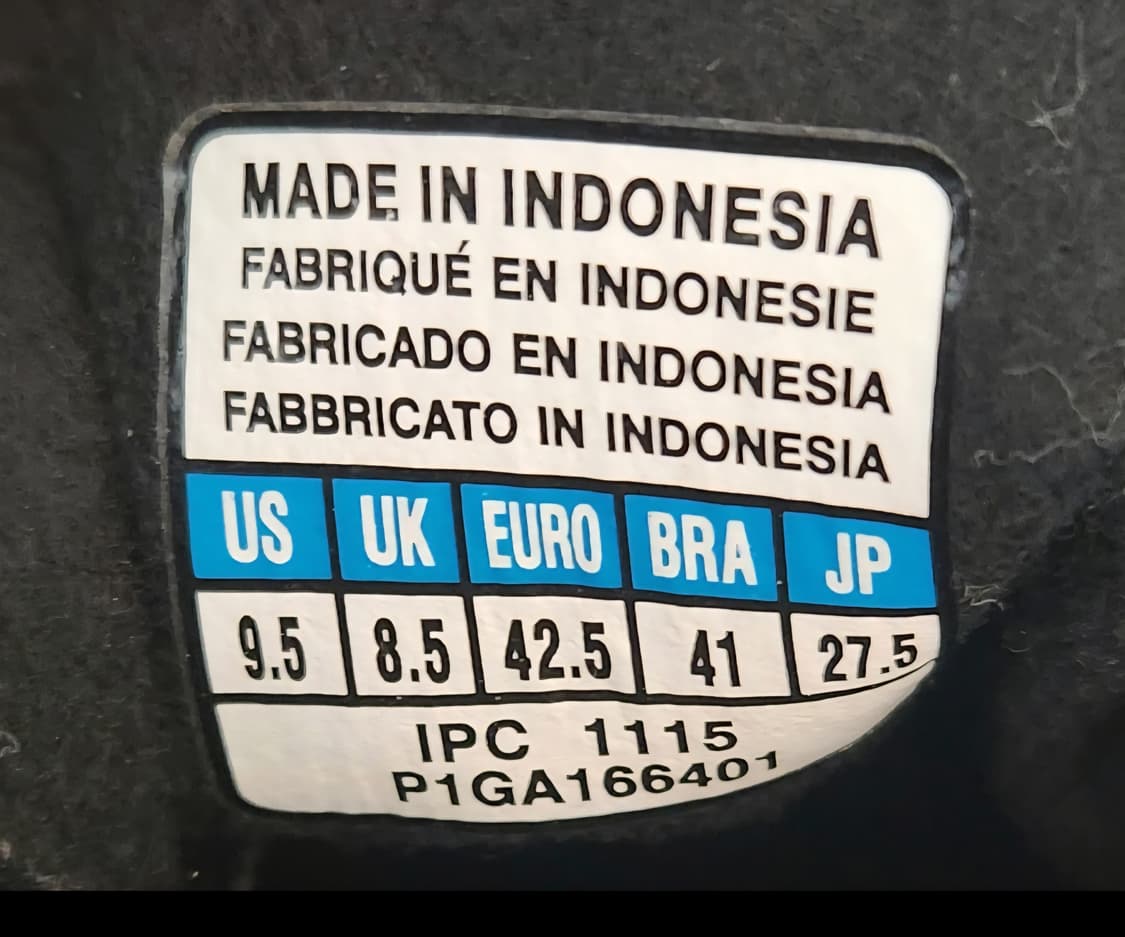 MADE IN INDONESIA
FABRIQUÉ EN INDONESIE
FABRICADO EN INDONESIA
FABBRICATO IN INDONESIA
US UK EURO BRA JP
9.5 8.5 42.5 41 27.5
IPC 1115
P1GA166401